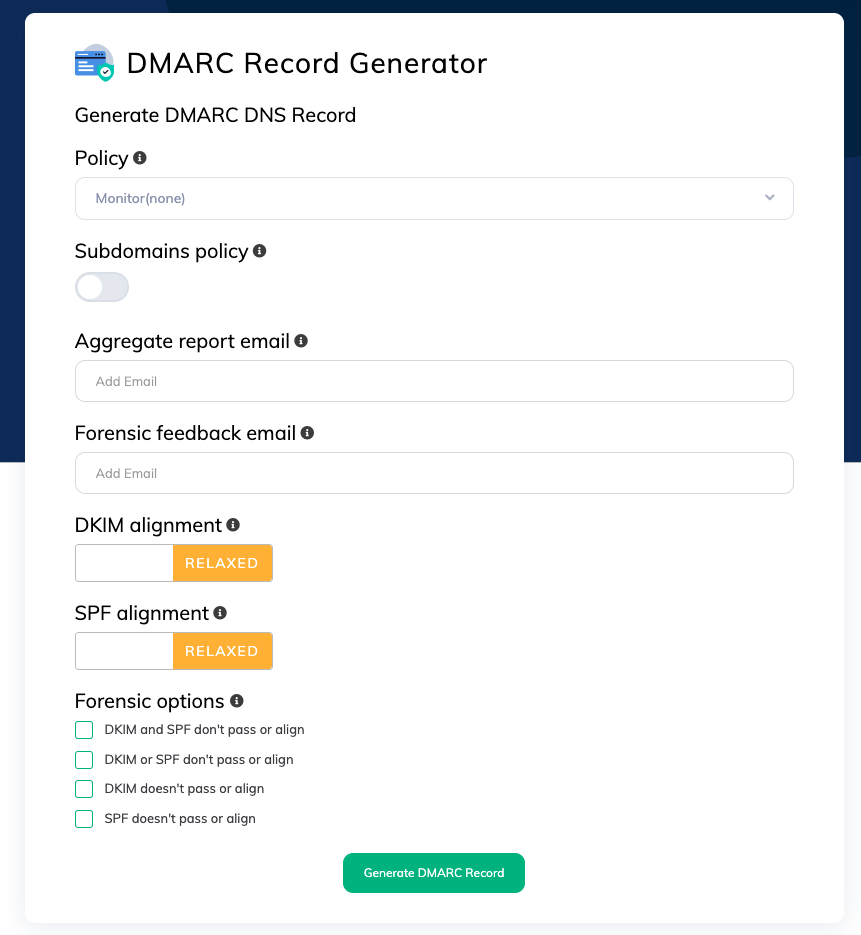 DMARC Record Generator
Generate DMARC DNS Record
Policy
Monitor(none)
Subdomains policy
Aggregate report email
Add Email
Forensic feedback email
Add Email
DKIM alignment
RELAXED
SPF alignment
RELAXED
Forensic options
DKIM and SPF don't pass or align
DKIM or SPF don't pass or align
DKIM doesn't pass or align
SPF doesn't pass or align
Generate DMARC Record